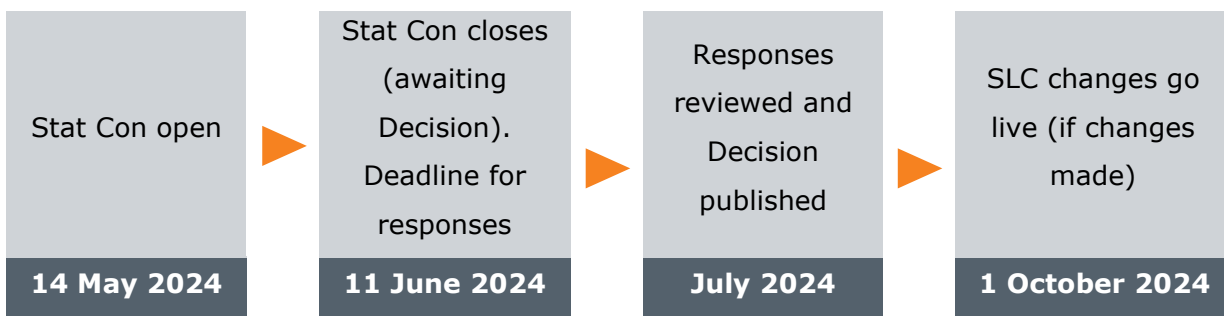 Stat Con open
14 May 2024
Stat Con closes
(awaiting
Decision).
Deadline for
responses
11 June 2024
Responses
reviewed and
Decision
published
July 2024
SLC changes go
live (if changes
made)
1 October 2024